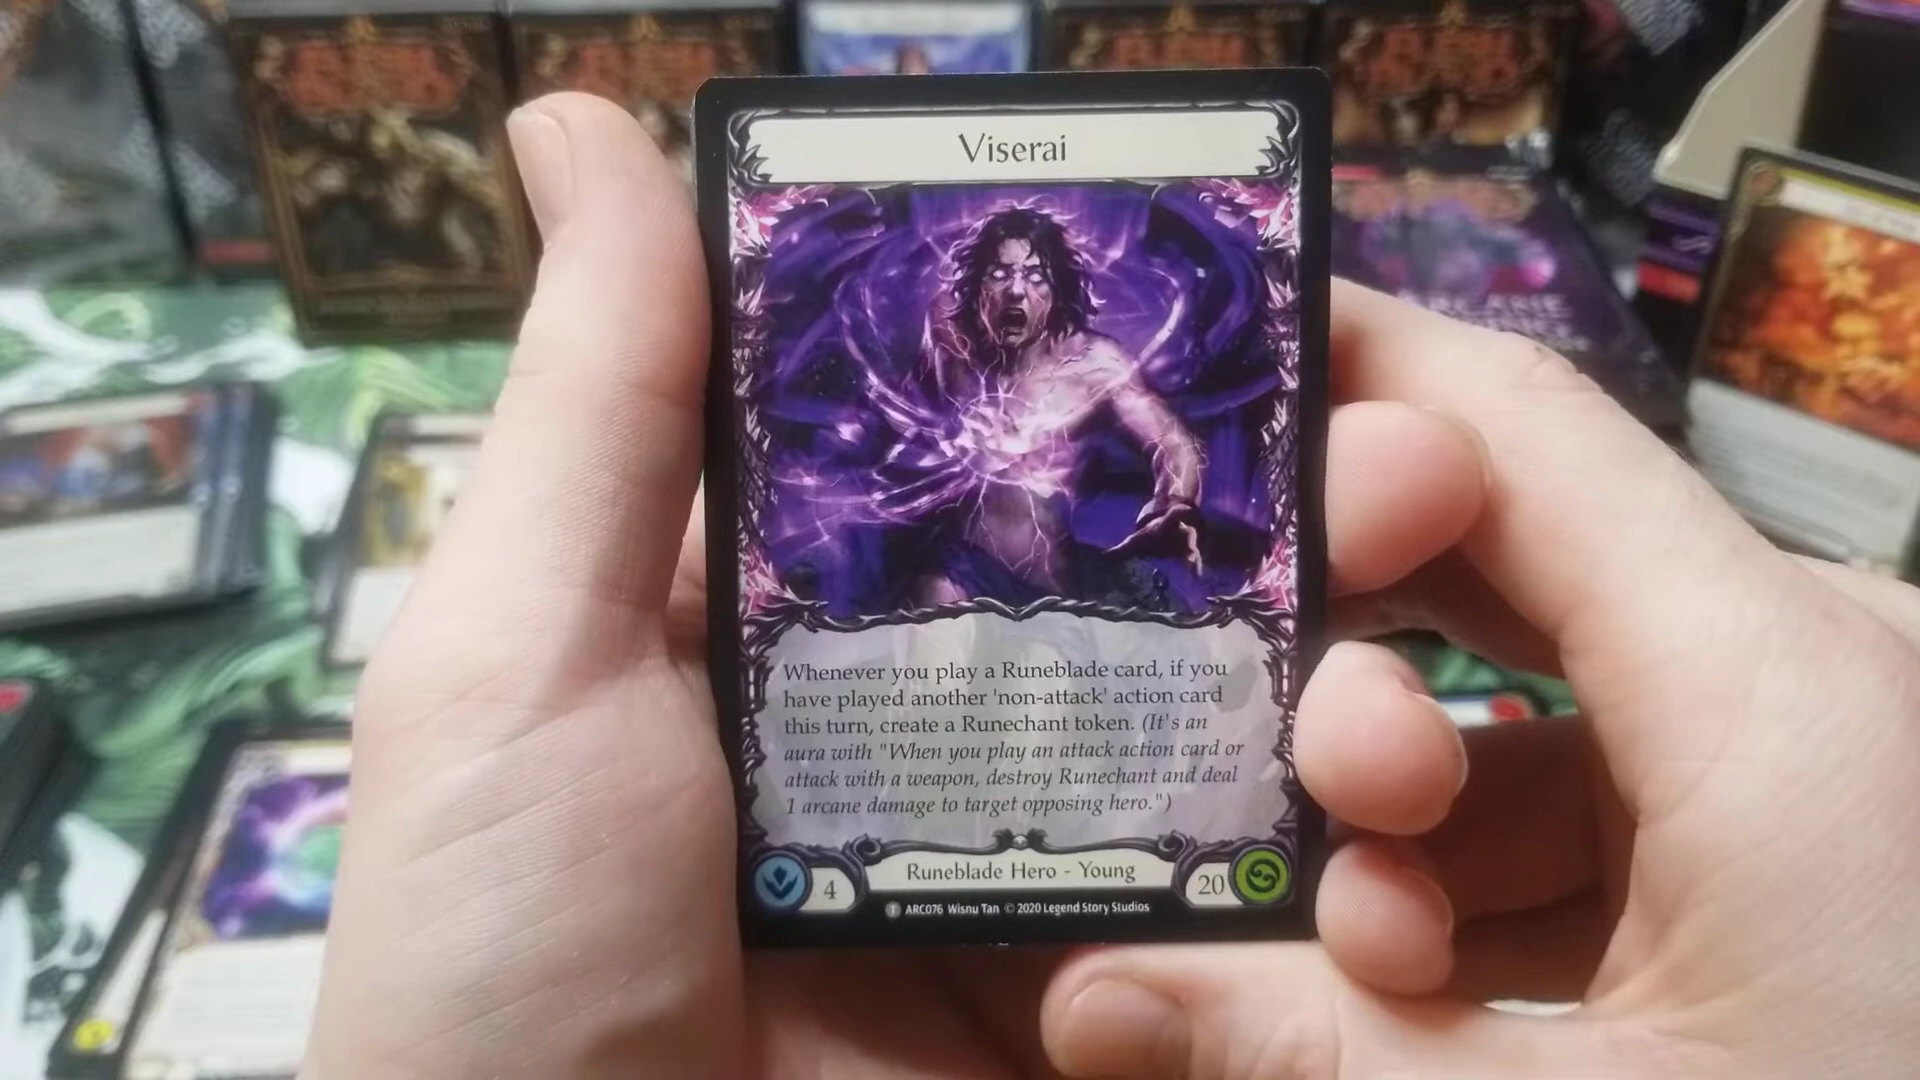 Viserai
Whenever you play a Runeblade card, if you
have played another 'non-attack' action card
this turn, create a Runechant token. (It's an
aura with "When you play an attack action card or
attack with a weapon, destroy Runechant and deal
1 arcane damage to target opposing hero.")
4
Runeblade Hero - Young
20
T ARC076 Wisnu Tan © 2020 Legend Story Studios
ARCANE